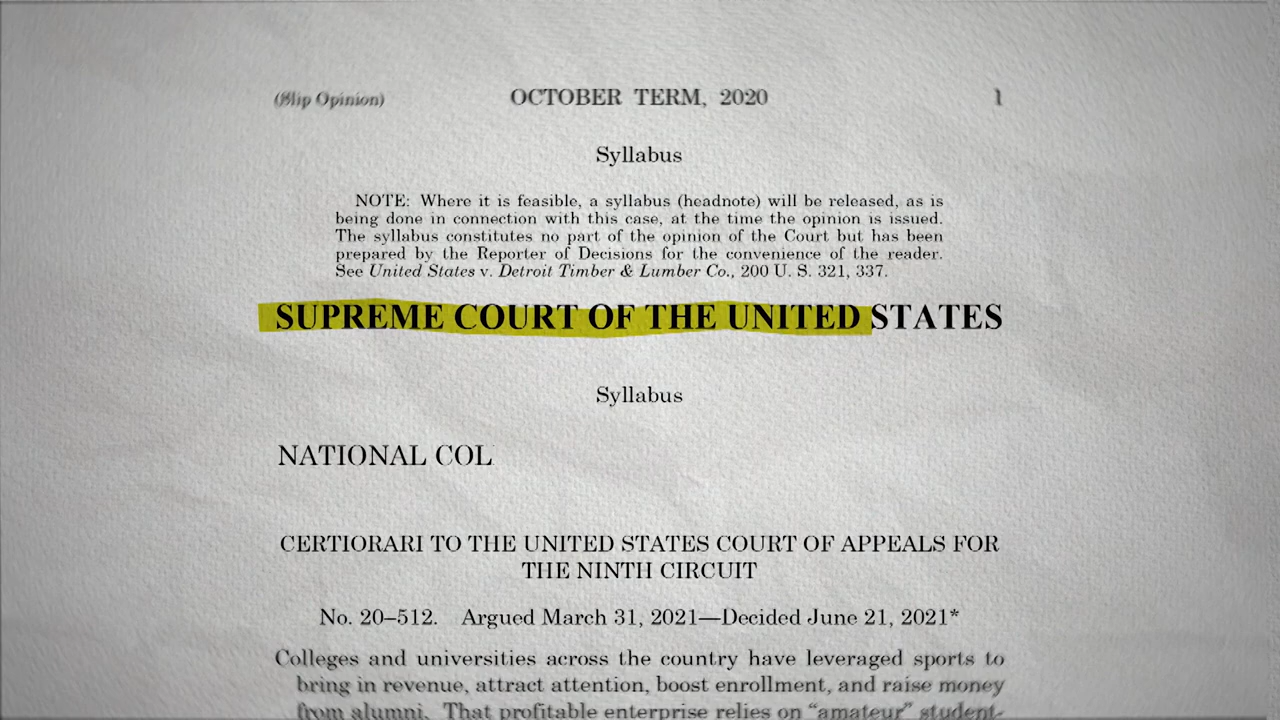 (Slip Opinion) OCTOBER TERM, 2020 1
Syllabus
NOTE: Where it is feasible, a syllabus (headnote) will be released, as is
being done in connection with this case, at the time the opinion is issued.
The syllabus constitutes no part of the opinion of the Court but has been
prepared by the Reporter of Decisions for the convenience of the reader.
See United States v. Detroit Timber & Lumber Co., 200 U. S. 321, 337.
SUPREME COURT OF THE UNITED STATES
Syllabus
NATIONAL COL
CERTIORARI TO THE UNITED STATES COURT OF APPEALS FOR
THE NINTH CIRCUIT
No. 20–512. Argued March 31, 2021—Decided June 21, 2021*
Colleges and universities across the country have leveraged sports to
bring in revenue, attract attention, boost enrollment, and raise money
from alumni. That profitable enterprise relies on “amateur” student-